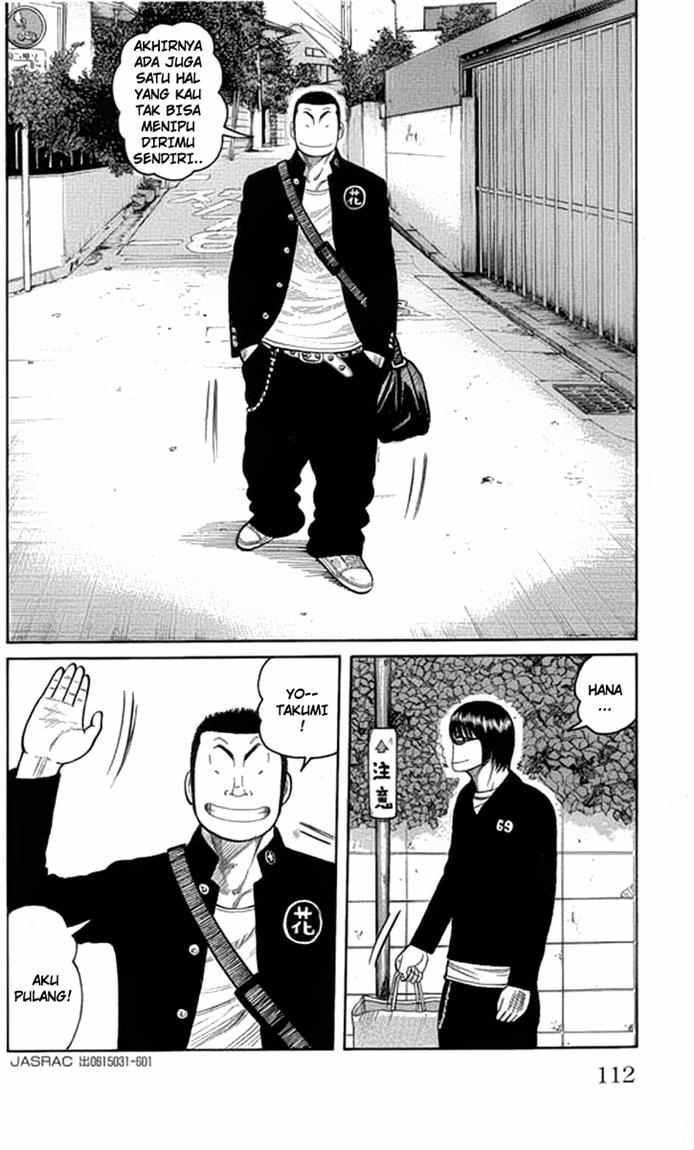 AKHIRNYA
ADA JUGA
SATU HAL
YANG KAU
TAK BISA
MENIPU
DIRIMU
SENDIRI..
花
HANA
...
69
注意
YO--
TAKUMI
!
花
AKU
PULANG!
JASRAC 出0615031-601
112